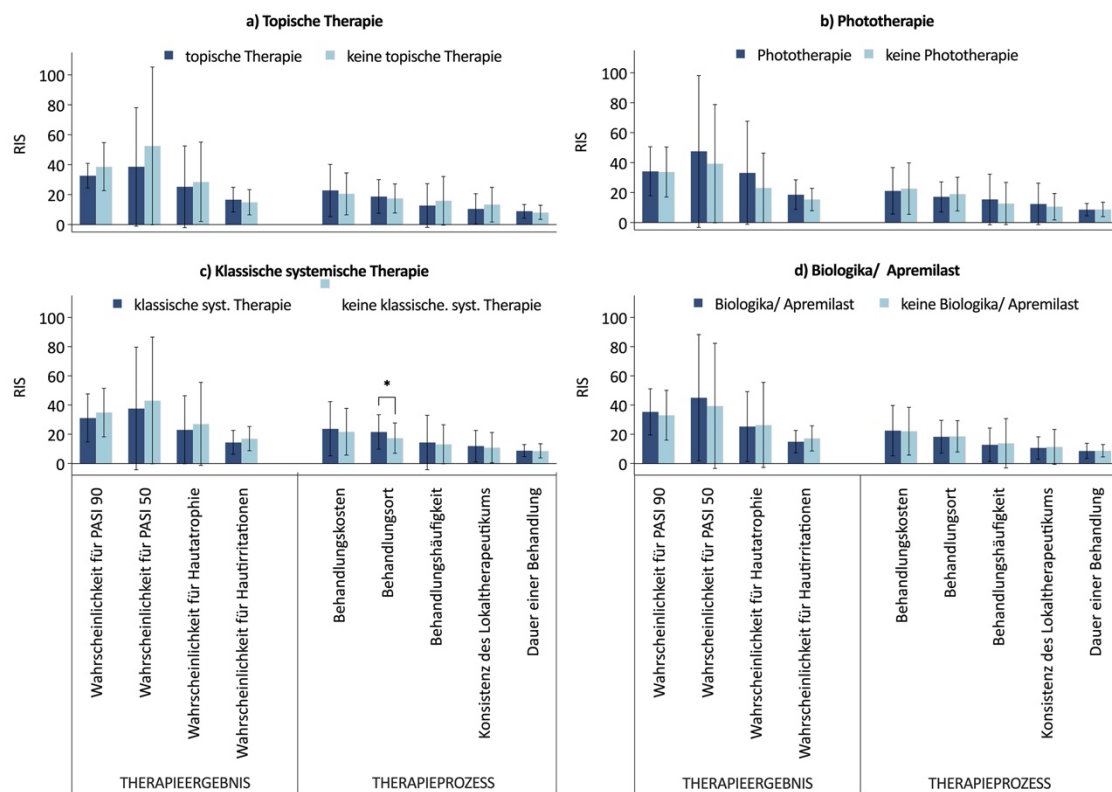 a) Topische Therapie
topische Therapie
keine topische Therapie
RIS
100
80
60
40
20
0
b) Phototherapie
Phototherapie
keine Phototherapie
RIS
100
80
60
40
20
0
c) Klassische systemische Therapie
klassische syst. Therapie
keine klassische. syst. Therapie
RIS
100
80
60
40
20
0
*
d) Biologika/ Apremilast
Biologika/ Apremilast
keine Biologika/ Apremilast
RIS
100
80
60
40
20
0
Wahrscheinlichkeit für PASI 90
Wahrscheinlichkeit für PASI 50
Wahrscheinlichkeit für Hautatrophie
Wahrscheinlichkeit für Hautirritationen
Behandlungskosten
Behandlungsort
Behandlungshäufigkeit
Konsistenz des Lokaltherapeutikums
Dauer einer Behandlung
THERAPIEERGEBNIS
THERAPIEPROZESS
Wahrscheinlichkeit für PASI 90
Wahrscheinlichkeit für PASI 50
Wahrscheinlichkeit für Hautatrophie
Wahrscheinlichkeit für Hautirritationen
Behandlungskosten
Behandlungsort
Behandlungshäufigkeit
Konsistenz des Lokaltherapeutikums
Dauer einer Behandlung
THERAPIEERGEBNIS
THERAPIEPROZESS